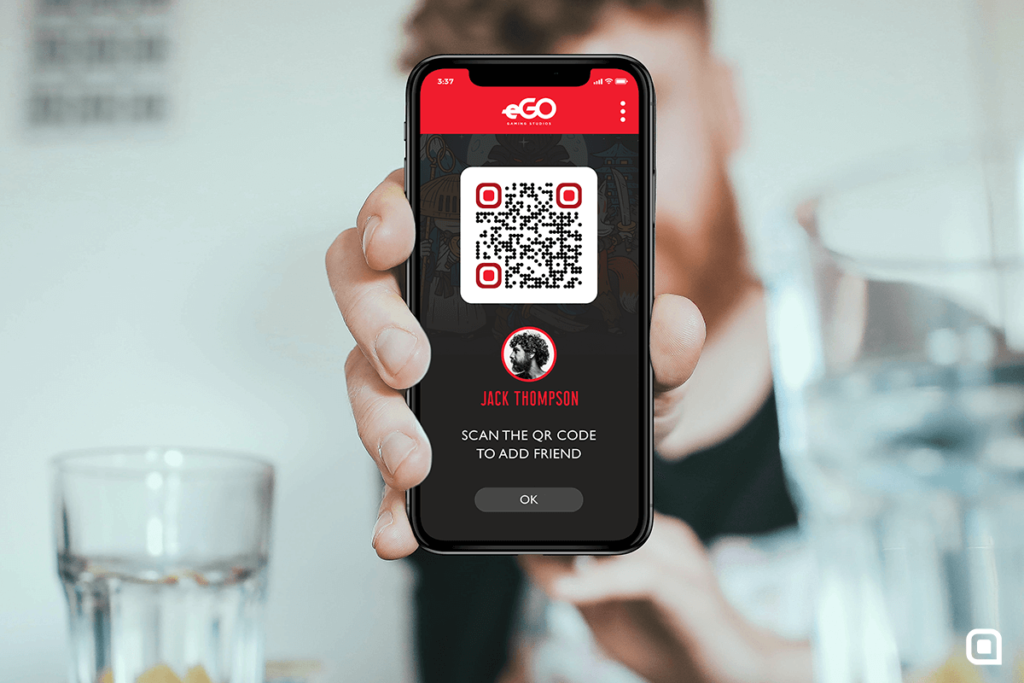 3:37
eGO
GAMING STUDIOS
JACK THOMPSON
SCAN THE QR CODE
TO ADD FRIEND
OK